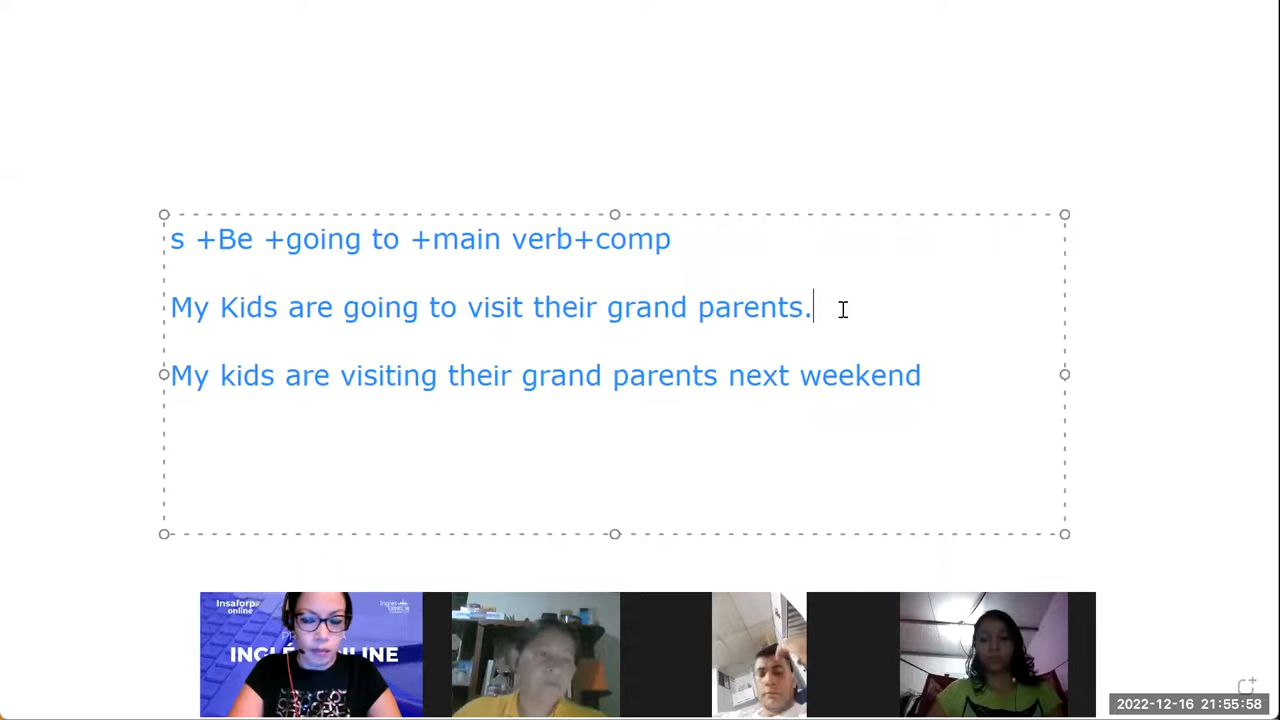 s +Be +going to +main verb+comp
My Kids are going to visit their grand parents.
My kids are visiting their grand parents next weekend
Insaforp
online
INGLÉ
ONLINE
2022-12-16 21:55:58